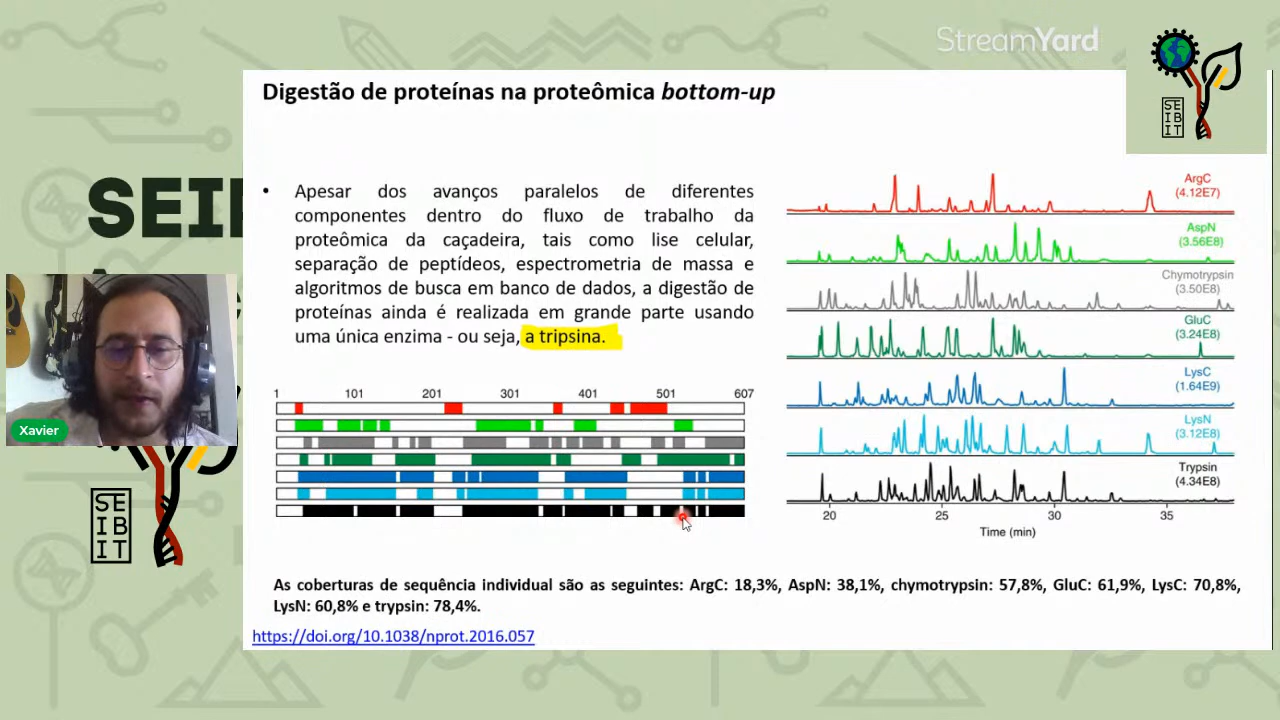 StreamYard
SEI
Digestão de proteínas na proteômica bottom-up
SE
IB
IT
• Apesar dos avanços paralelos de diferentes
componentes dentro do fluxo de trabalho da
proteômica da caçadeira, tais como lise celular,
separação de peptídeos, espectrometria de massa e
algoritmos de busca em banco de dados, a digestão de
proteínas ainda é realizada em grande parte usando
uma única enzima - ou seja, a tripsina.
1 101 201 301 401 501 607
ArgC
(4.12E7)
AspN
(3.56E8)
Chymotrypsin
(3.50E8)
GluC
(3.24E8)
LysC
(1.64E9)
LysN
(3.12E8)
Trypsin
(4.34E8)
20 25 30 35
Time (min)
Xavier
SE
IB
IT
As coberturas de sequência individual são as seguintes: ArgC: 18,3%, AspN: 38,1%, chymotrypsin: 57,8%, GluC: 61,9%, LysC: 70,8%,
LysN: 60,8% e trypsin: 78,4%.
https://doi.org/10.1038/nprot.2016.057